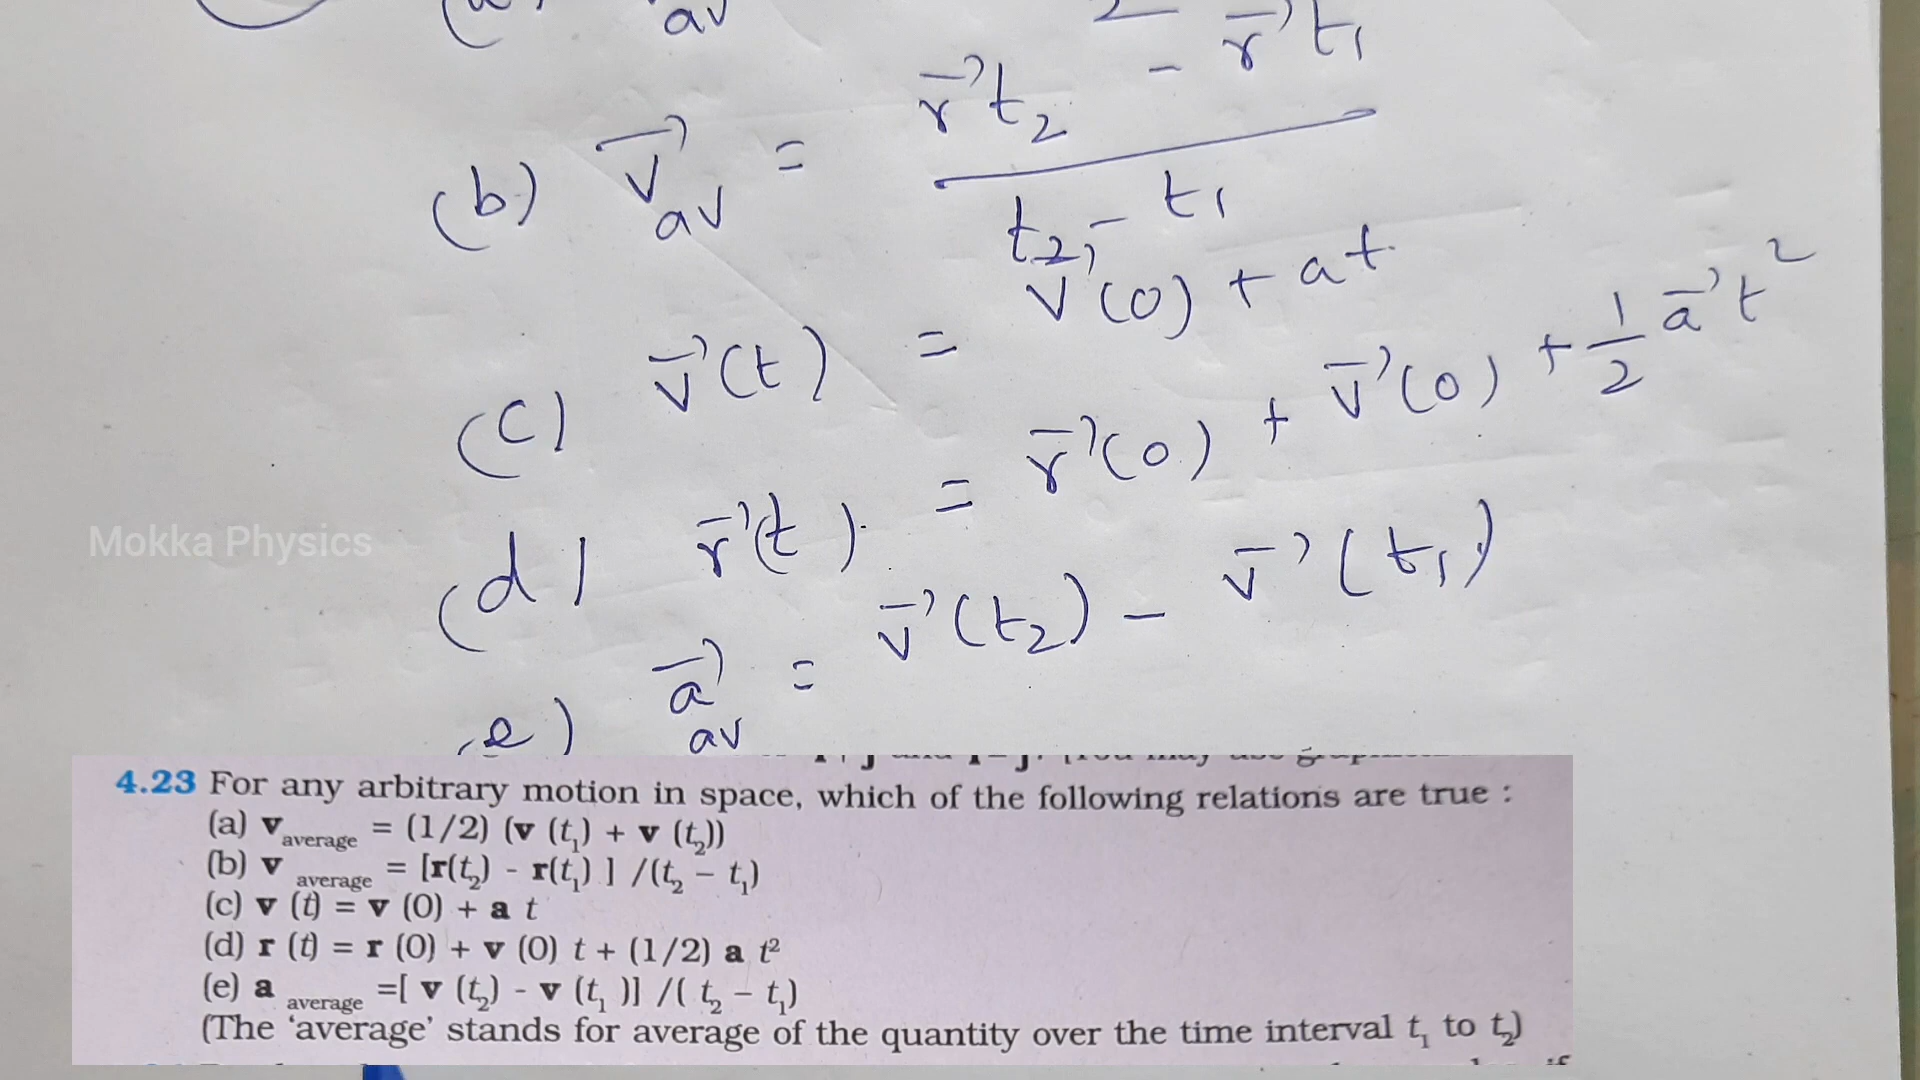 (a) av 2
(b) v⃗av = (r⃗t₂ - r⃗t₁) / (t₂ - t₁)
(c) v⃗(t) = v⃗(0) + at
(d) r⃗(t) = r⃗(0) + v⃗(0) + 1/2 a⃗t²
e) a⃗av = v⃗(t₂) - v⃗(t₁)
Mokka Physics
4.23 For any arbitrary motion in space, which of the following relations are true :
(a) v average = (1/2) (v (t₁) + v (t₂))
(b) v average = [r(t₂) - r(t₁) ] /(t₂ – t₁)
(c) v (t) = v (0) + a t
(d) r (t) = r (0) + v (0) t + (1/2) a t²
(e) a average =[ v (t₂) - v (t₁ )] /( t₂ – t₁)
(The ‘average’ stands for average of the quantity over the time interval t₁ to t₂)